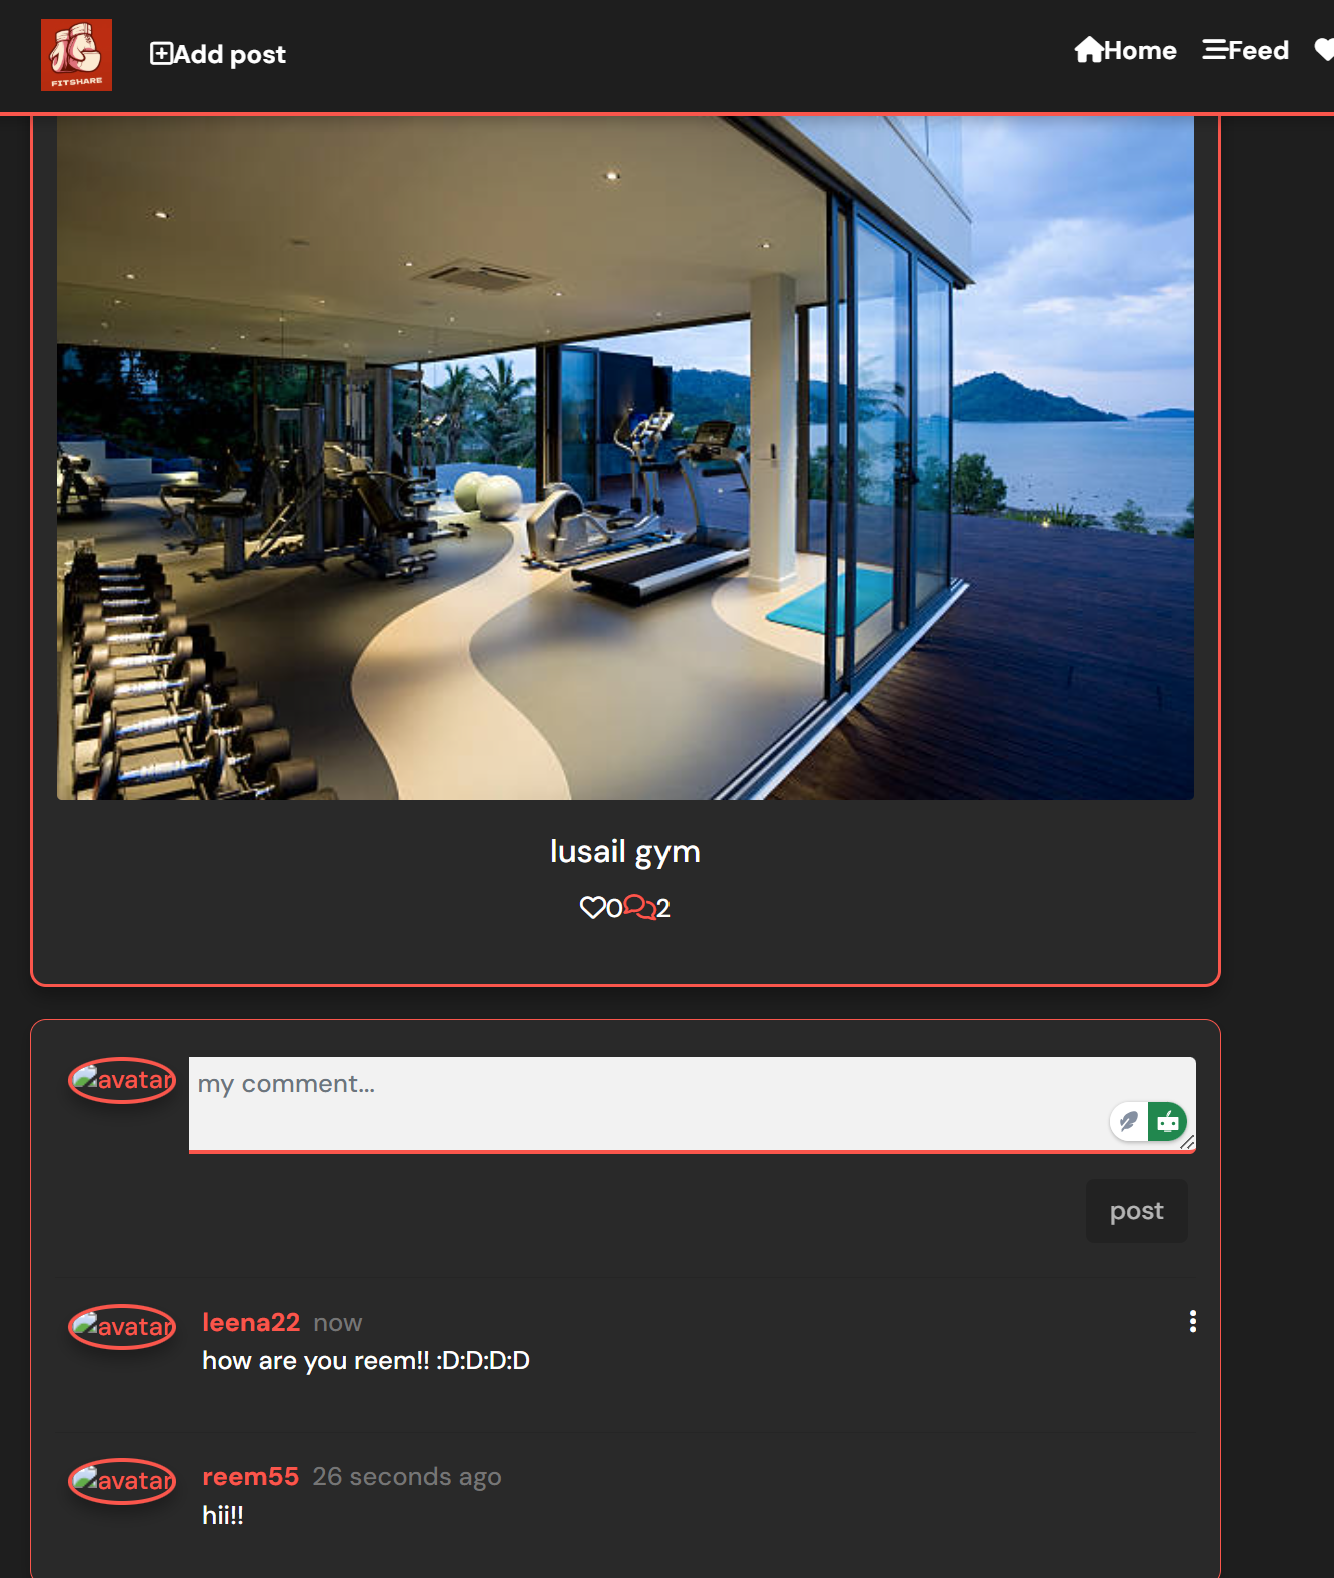 FITSHARE
Add post
Home
Feed
lusail gym
0 2
avatar
my comment...
post
avatar
leena22 now
how are you reem!! :D:D:D:D
avatar
reem55 26 seconds ago
hii!!